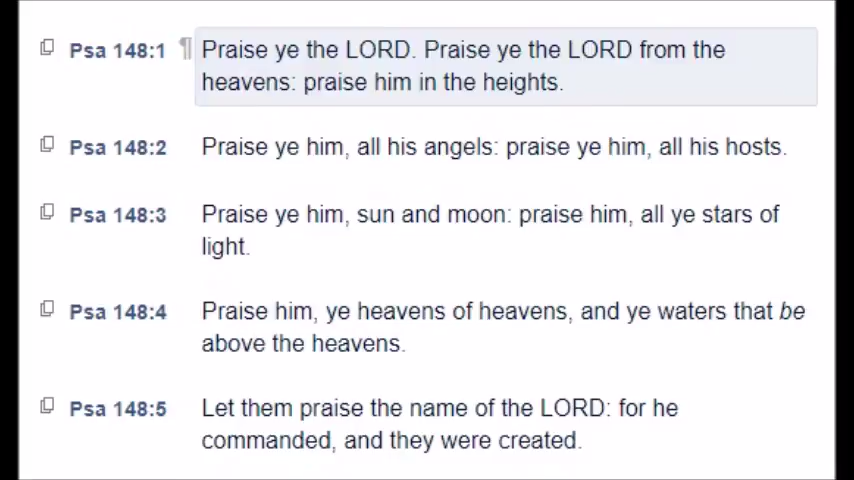 Psa 148:1 ¶ Praise ye the LORD. Praise ye the LORD from the
heavens: praise him in the heights.
Psa 148:2 Praise ye him, all his angels: praise ye him, all his hosts.
Psa 148:3 Praise ye him, sun and moon: praise him, all ye stars of
light.
Psa 148:4 Praise him, ye heavens of heavens, and ye waters that be
above the heavens.
Psa 148:5 Let them praise the name of the LORD: for he
commanded, and they were created.